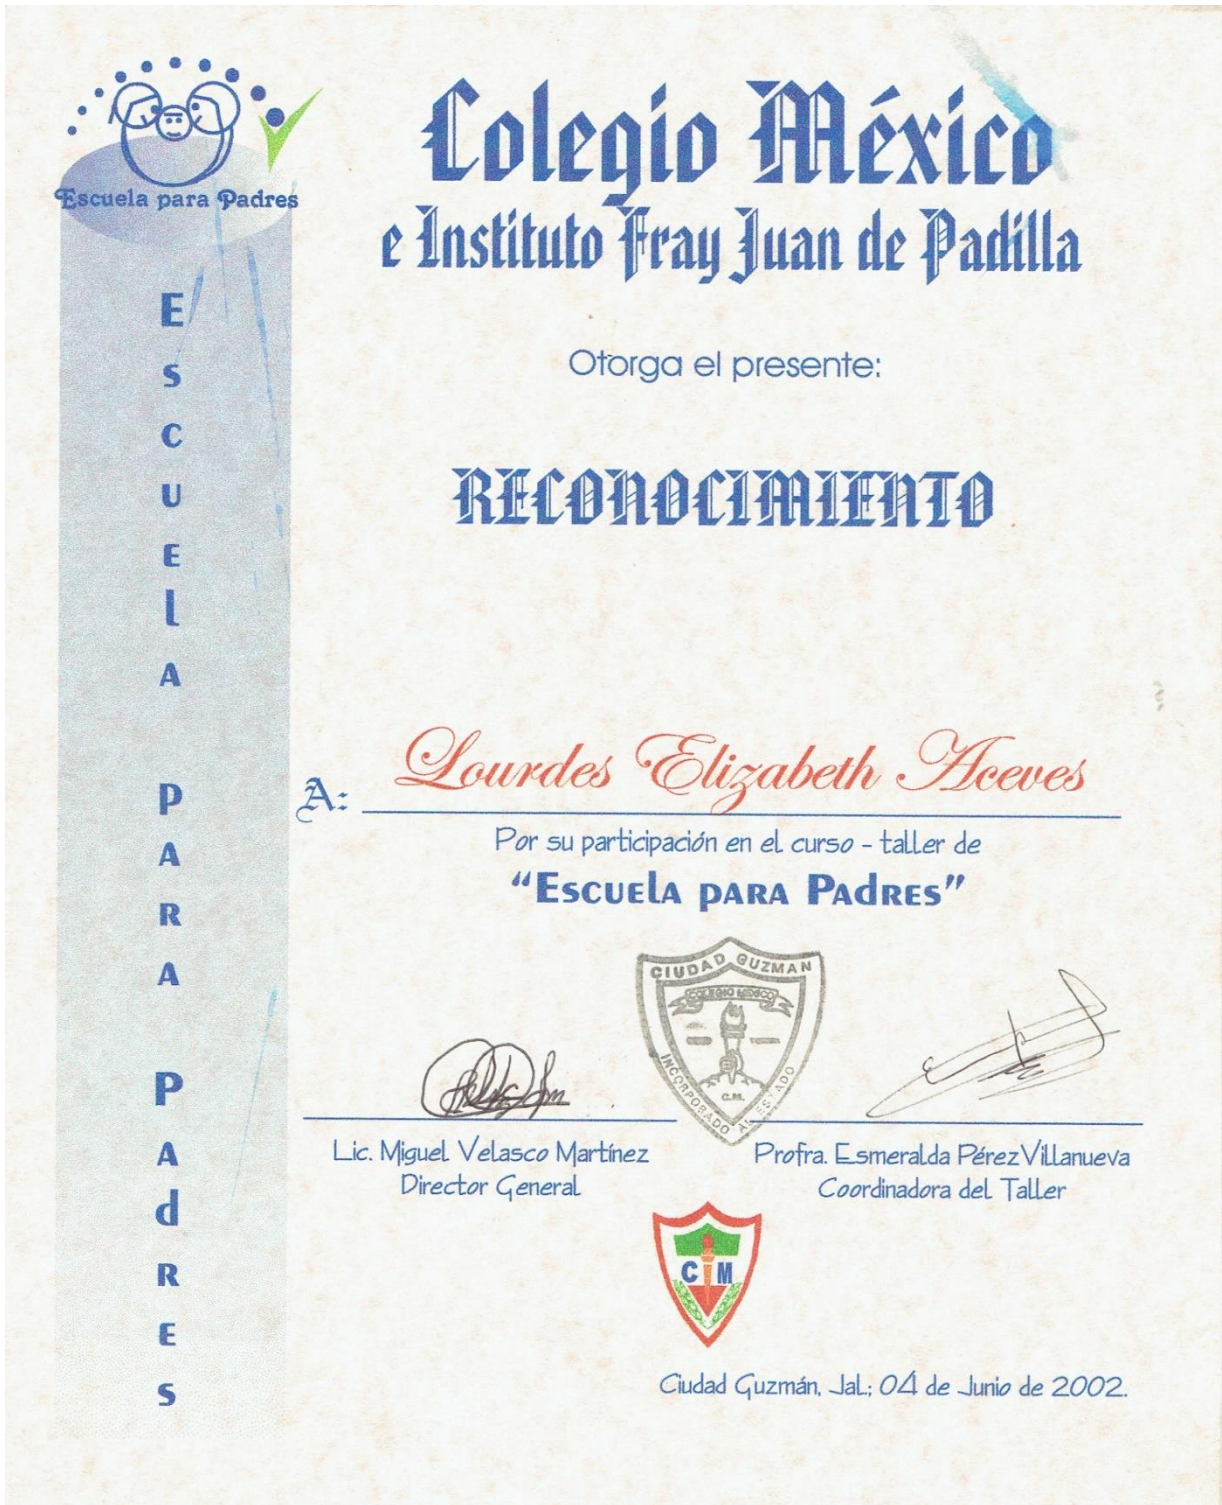 Escuela para Padres
Colegio México
e Instituto Fray Juan de Padilla
Otorga el presente:
RECONOCIMIENTO
A: Lourdes Elizabeth Aceves
Por su participación en el curso - taller de
"Escuela para Padres"
CIUDAD GUZMAN
COLEGIO MEXICO
C.M.
INCORPORADO AL ESTADO
Lic. Miguel Velasco Martínez
Director General
Profra. Esmeralda Pérez Villanueva
Coordinadora del Taller
C M
Ciudad Guzmán, Jal.; 04 de Junio de 2002.
Escuela para Padres